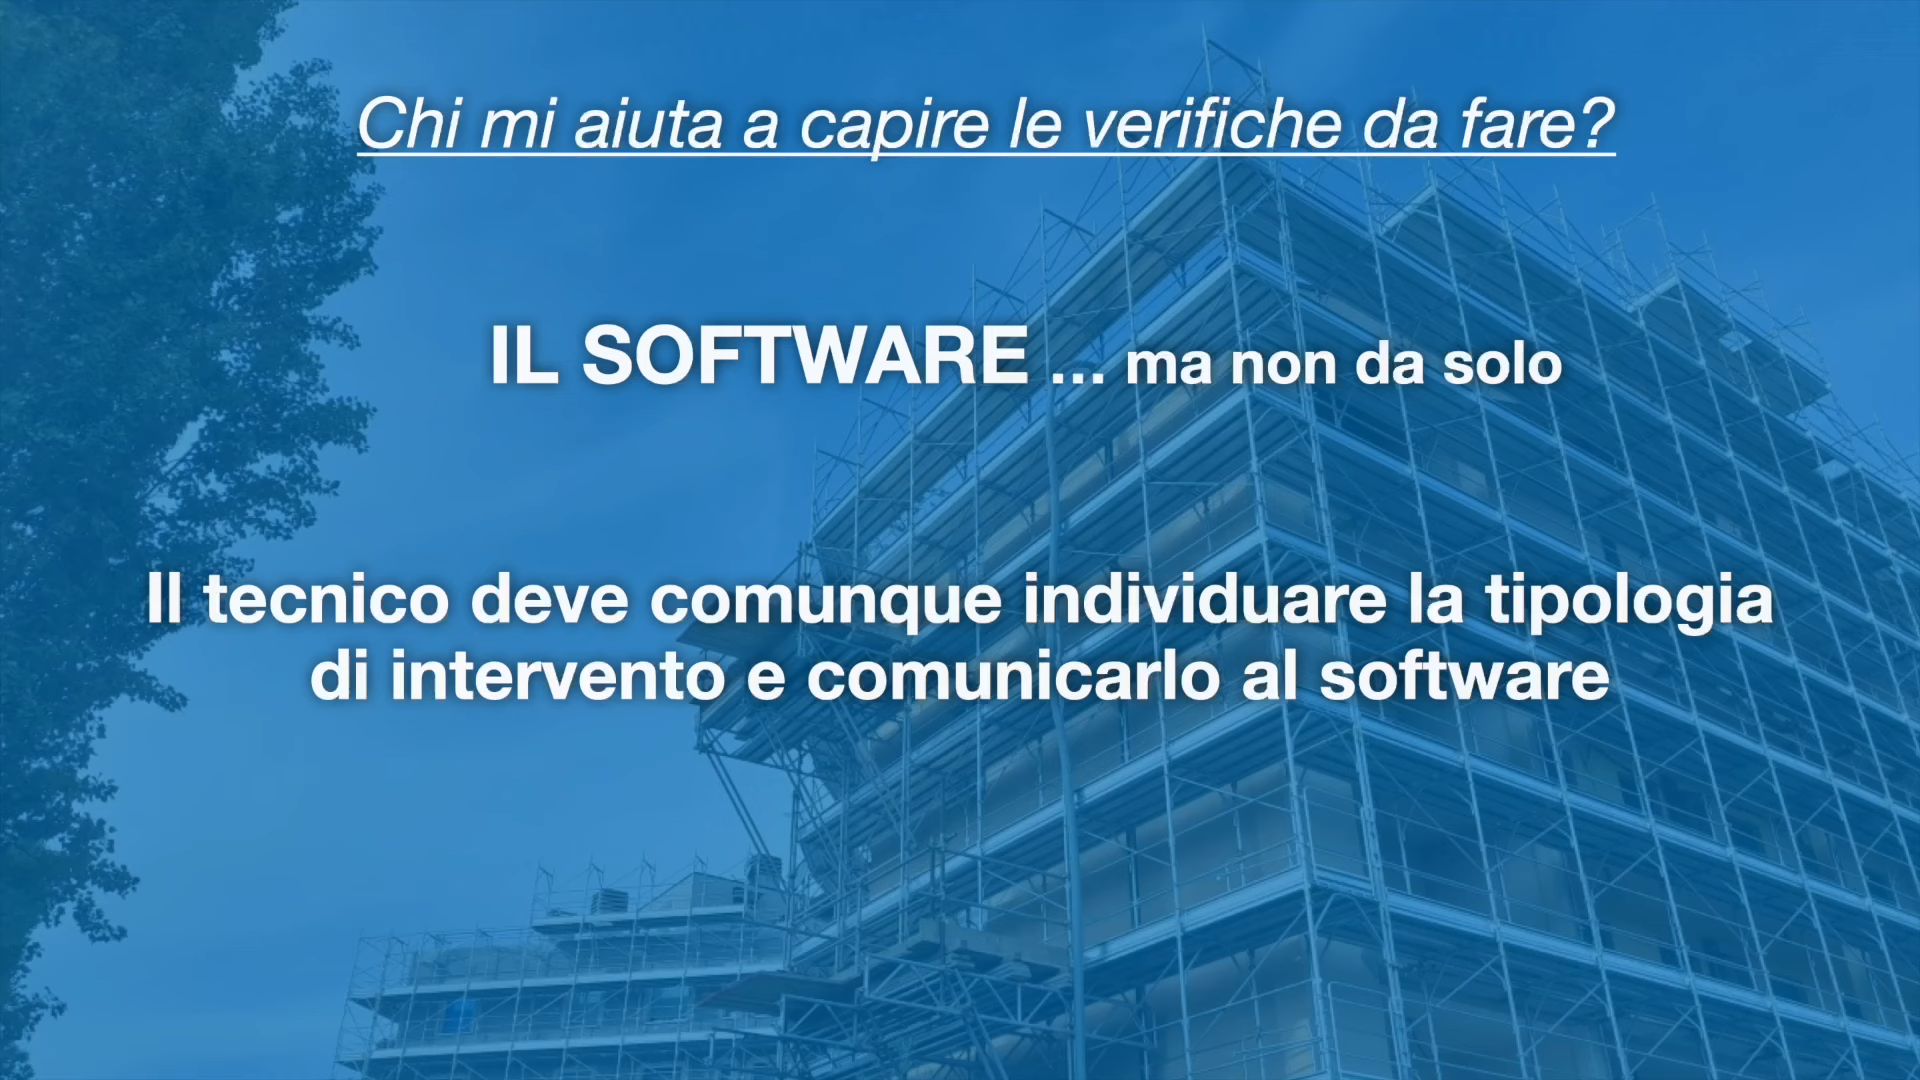 Chi mi aiuta a capire le verifiche da fare?
IL SOFTWARE ... ma non da solo
Il tecnico deve comunque individuare la tipologia
di intervento e comunicarlo al software